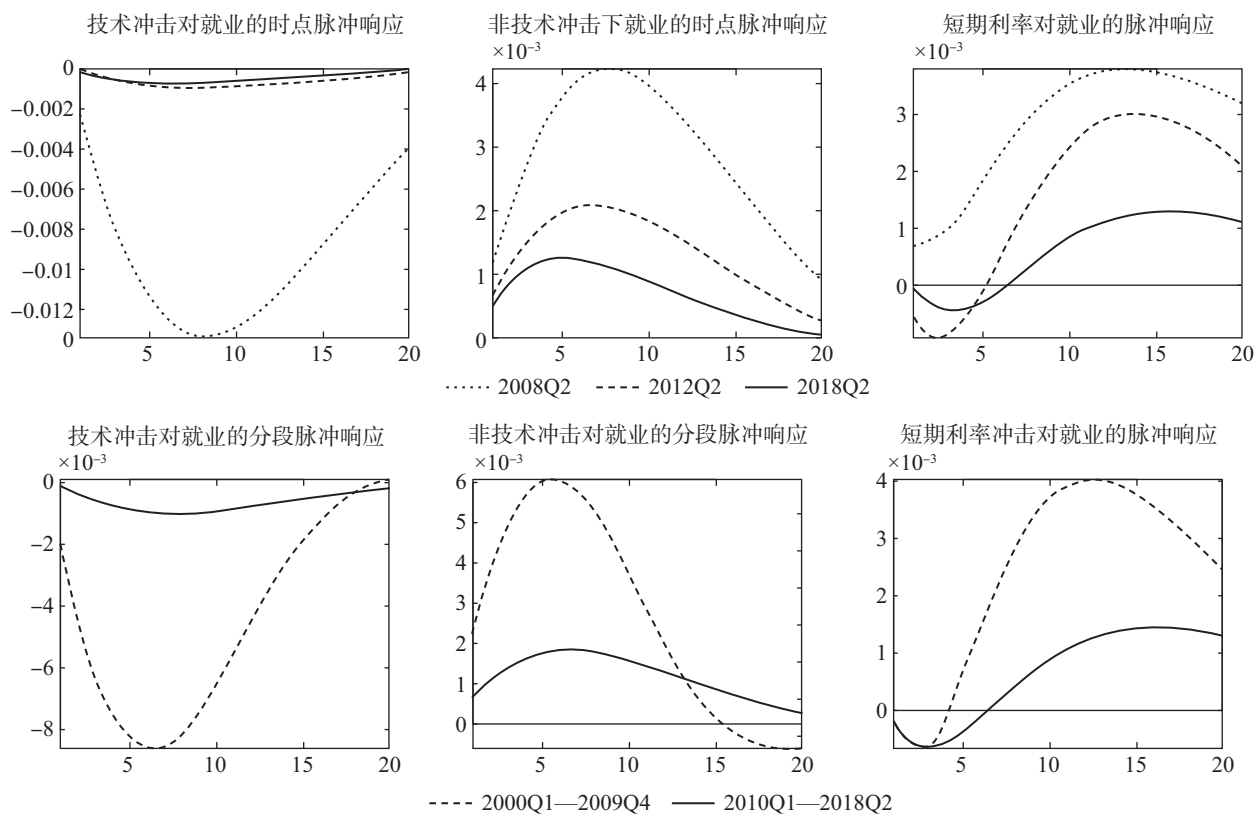 技术冲击对就业的时点脉冲响应
0
−0.002
−0.004
−0.006
−0.008
−0.01
−0.012
0
5 10 15 20
非技术冲击下就业的时点脉冲响应
×10⁻³
4
3
2
1
0
5 10 15 20
短期利率对就业的脉冲响应
×10⁻³
3
2
1
0
5 10 15 20
2008Q2 2012Q2 2018Q2
技术冲击对就业的分段脉冲响应
×10⁻³
0
−2
−4
−6
−8
5 10 15 20
非技术冲击对就业的分段脉冲响应
×10⁻³
6
5
4
3
2
1
0
5 10 15 20
短期利率冲击对就业的脉冲响应
×10⁻³
4
3
2
1
0
5 10 15 20
2000Q1—2009Q4 2010Q1—2018Q2